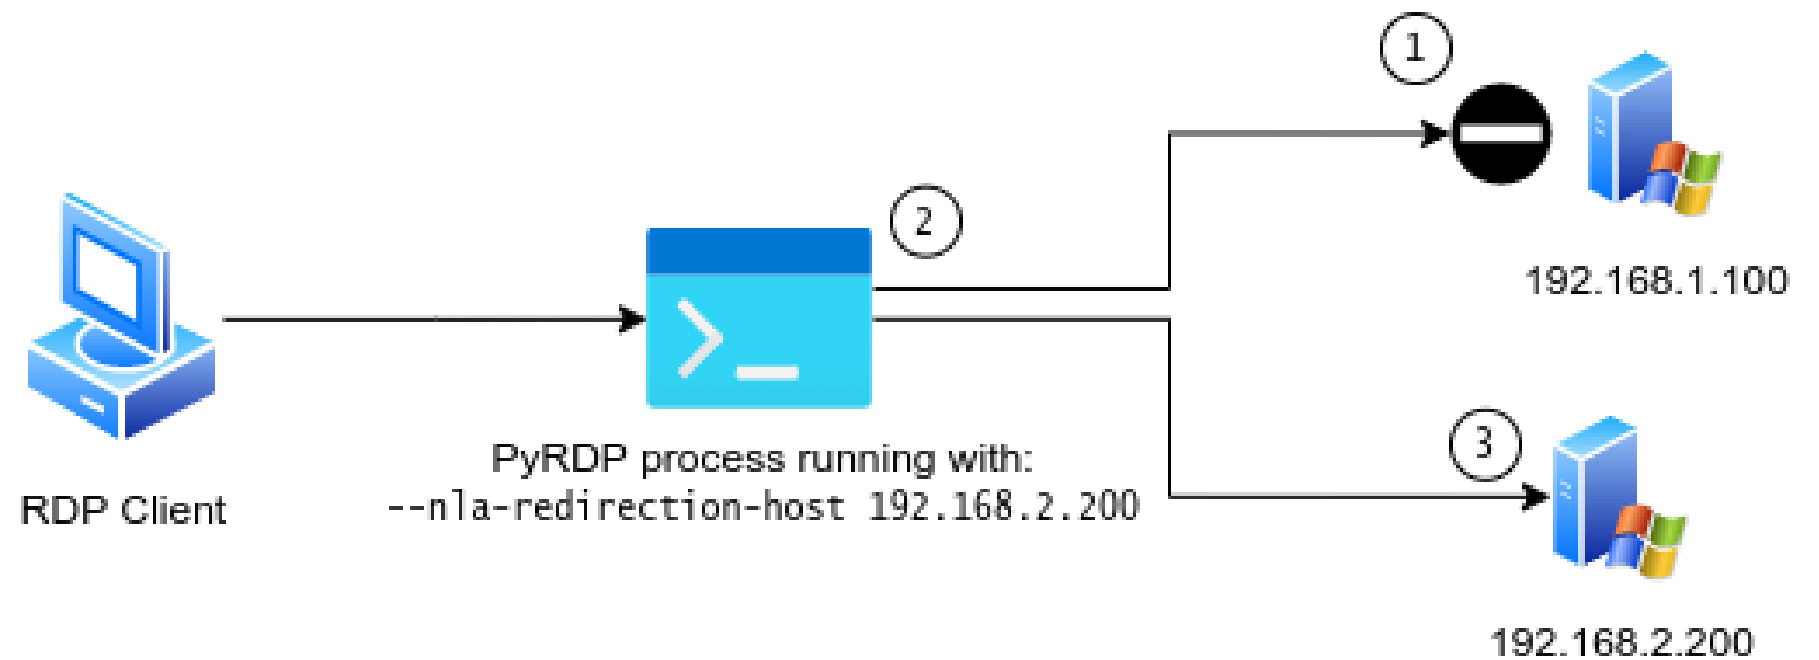 1
2
192.168.1.100
3
PyRDP process running with:
--nla-redirection-host 192.168.2.200
RDP Client
192.168.2.200